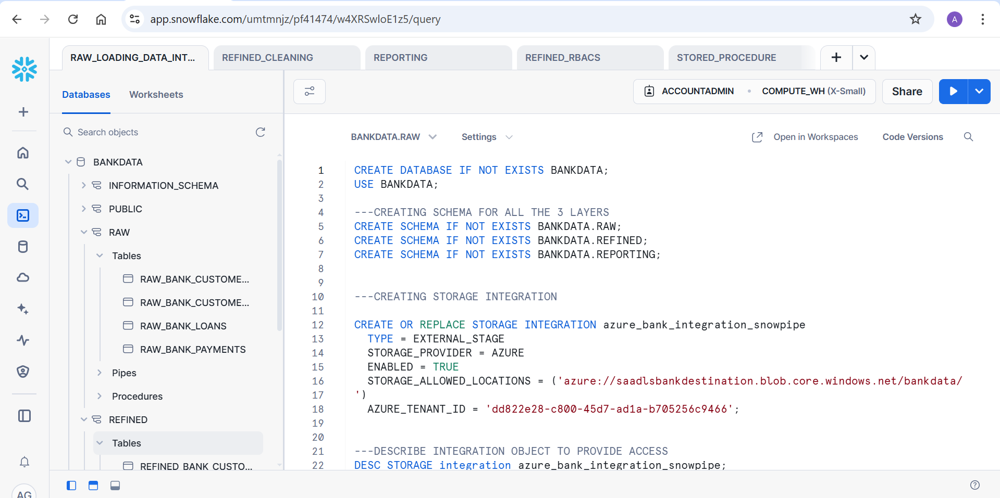 app.snowflake.com/umtmnjz/pf41474/w4XRSwloE1z5/query
A
RAW_LOADING_DATA_INT...
REFINED_CLEANING
REPORTING
REFINED_RBACS
STORED_PROCEDURE
Databases
Worksheets
ACCOUNTADMIN
COMPUTE_WH (X-Small)
Share
Search objects
BANKDATA
INFORMATION_SCHEMA
PUBLIC
RAW
Tables
RAW_BANK_CUSTOME...
RAW_BANK_CUSTOME...
RAW_BANK_LOANS
RAW_BANK_PAYMENTS
Pipes
Procedures
REFINED
Tables
REFINED_BANK_CUSTO...
AG
BANKDATA.RAW
Settings
Open in Workspaces
Code Versions
1 CREATE DATABASE IF NOT EXISTS BANKDATA;
2 USE BANKDATA;
3
4 ---CREATING SCHEMA FOR ALL THE 3 LAYERS
5 CREATE SCHEMA IF NOT EXISTS BANKDATA.RAW;
6 CREATE SCHEMA IF NOT EXISTS BANKDATA.REFINED;
7 CREATE SCHEMA IF NOT EXISTS BANKDATA.REPORTING;
8
9
10 ---CREATING STORAGE INTEGRATION
11
12 CREATE OR REPLACE STORAGE INTEGRATION azure_bank_integration_snowpipe
13 TYPE = EXTERNAL_STAGE
14 STORAGE_PROVIDER = AZURE
15 ENABLED = TRUE
16 STORAGE_ALLOWED_LOCATIONS = ('azure://saadlsbankdestination.blob.core.windows.net/bankdata/
17 ')
18 AZURE_TENANT_ID = 'dd822e28-c800-45d7-ad1a-b705256c9466';
19
20
21 ---DESCRIBE INTEGRATION OBJECT TO PROVIDE ACCESS
22 DESC STORAGE integration azure_bank_integration_snowpipe;